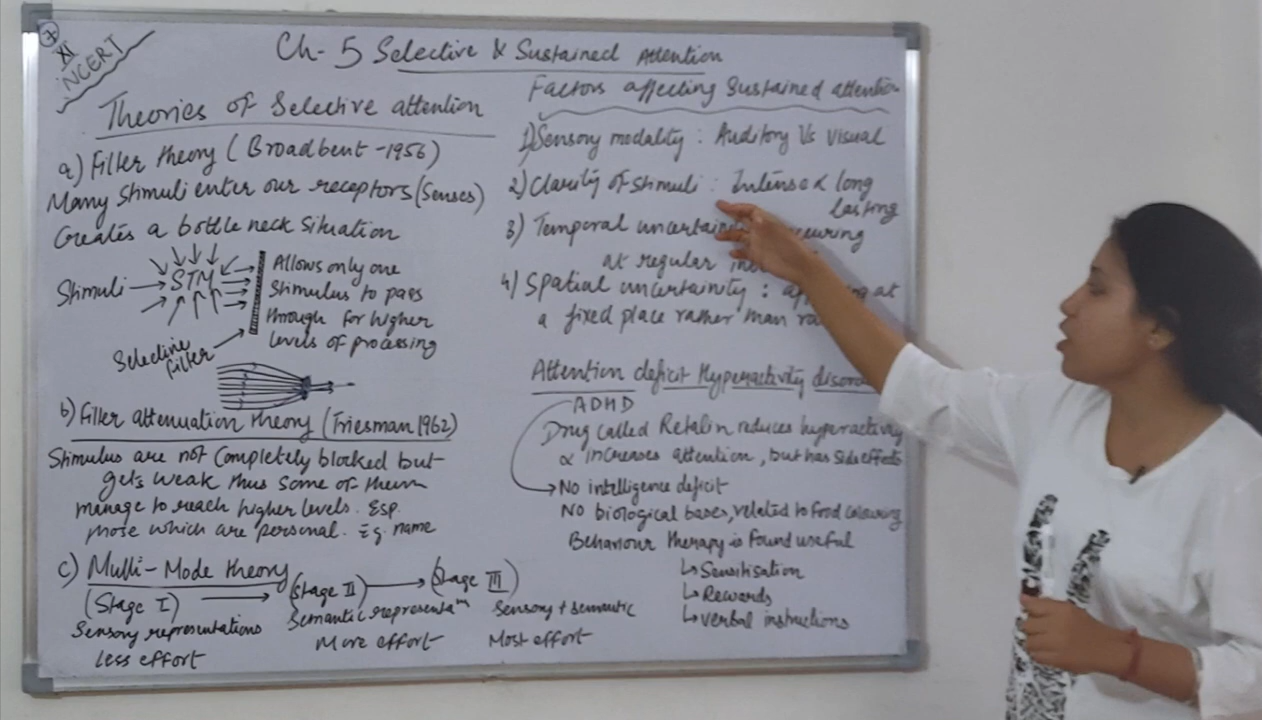 7
XI
NCERT
Ch- 5 Selective & Sustained Attention
Theories of Selective attention
a) Filter theory ( Broadbent - 1956)
Many Stimuli enter our receptors (Senses)
Creates a bottle neck Situation
Stimuli
STM
Allows only one
Stimulus to pass
through for higher
levels of processing
Selective
filter
b) Filter attenuation theory (Triesman 1962)
Stimulus are not Completely blocked but
gets weak thus some of them
manage to reach higher levels. Esp.
those which are personal. Eg. name
c) Multi-Mode theory
(Stage I)
(Stage II)
(Stage III)
Sensory representations
Semantic representatn
Sensory + semantic
Less effort
More effort
Most effort
Factors affecting Sustained attention
1) Sensory modality : Auditory Vs visual
2) Clarity of Stimuli : Intense & long
lasting
3) Temporal
at regular
4) Spatial uncertainity : at
a fixed place rather than
Attention deficit Hyperactivity
ADHD
Drug called Retalin reduces hyperactivity
& increases attention, but has side effects
No intelligence deficit
No biological bases, related to food colouring
Behaviour therapy is found useful
Sensitisation
Rewards
verbal instructions